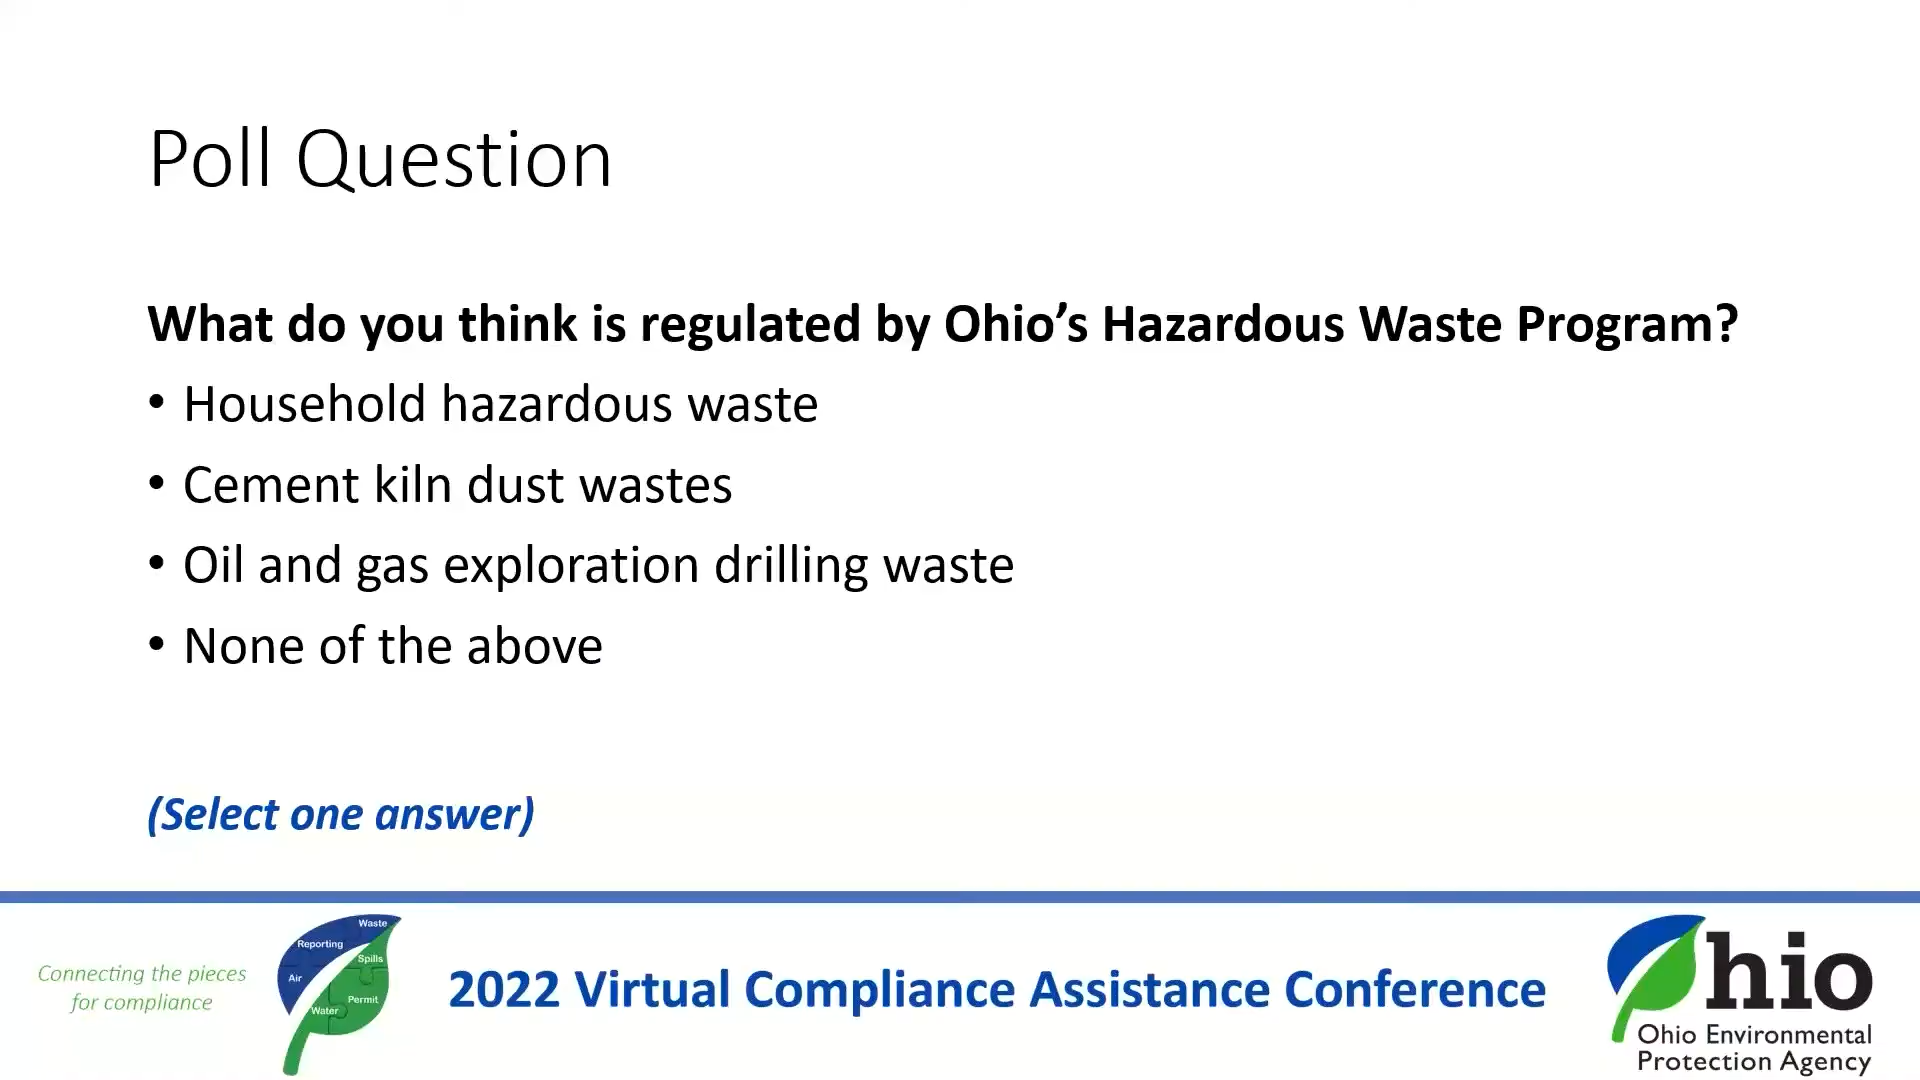 Poll Question
What do you think is regulated by Ohio’s Hazardous Waste Program?
• Household hazardous waste
• Cement kiln dust wastes
• Oil and gas exploration drilling waste
• None of the above
(Select one answer)
Connecting the pieces
for compliance
Waste
Reporting
Spills
Air
Permit
Water
2022 Virtual Compliance Assistance Conference
Ohio
Ohio Environmental
Protection Agency